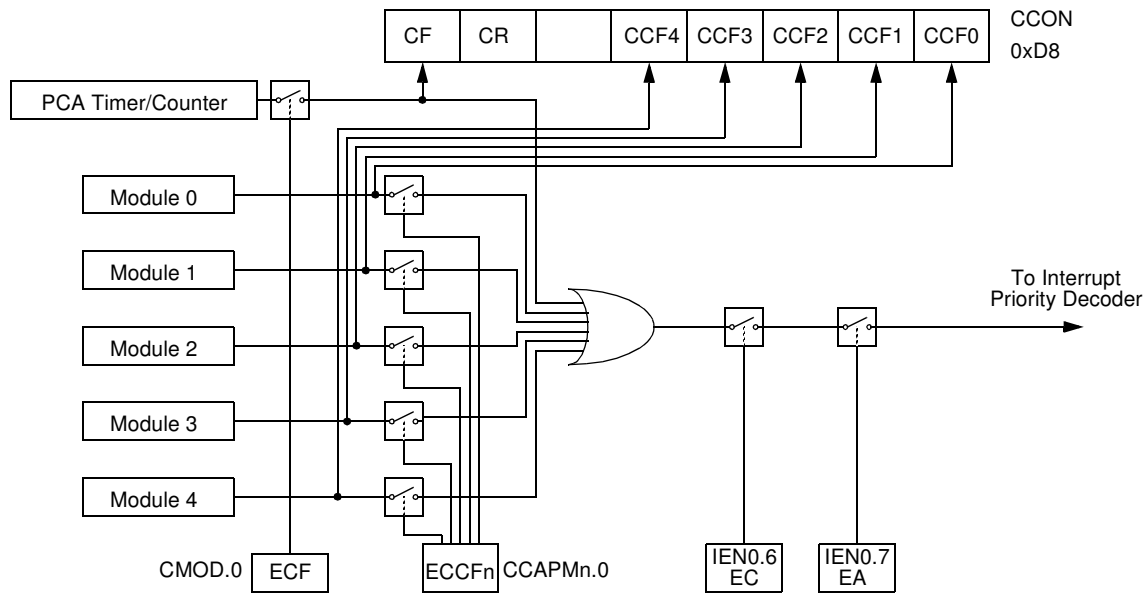 CF CR CCF4 CCF3 CCF2 CCF1 CCF0
CCON
0xD8
PCA Timer/Counter
Module 0
Module 1
Module 2
Module 3
Module 4
To Interrupt
Priority Decoder
CMOD.0 ECF
ECCFn CCAPMn.0
IEN0.6
EC
IEN0.7
EA